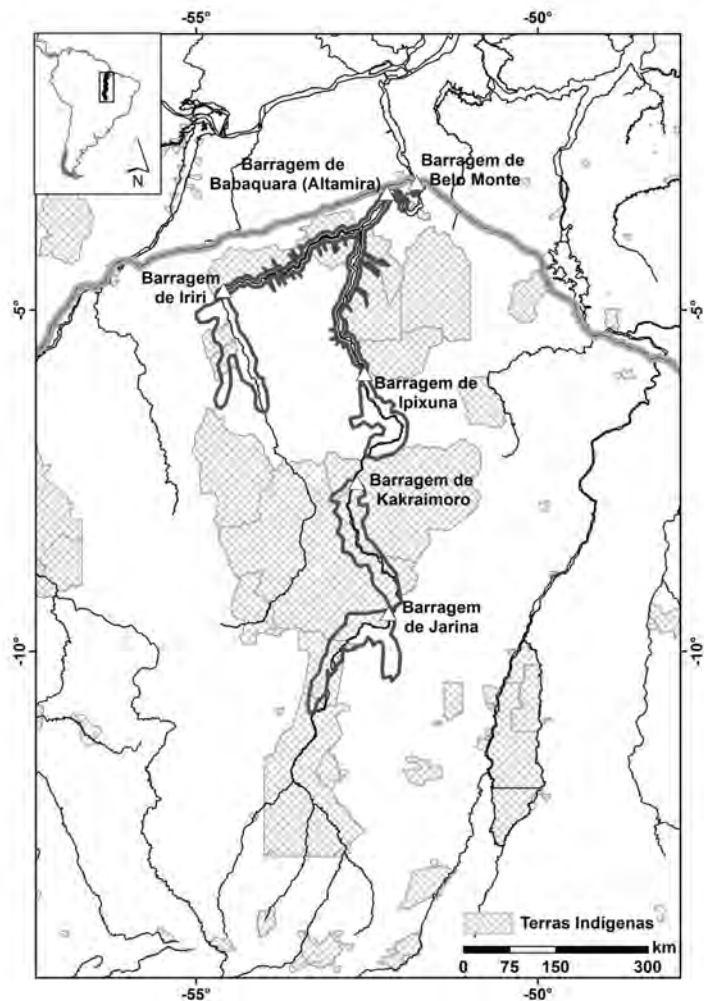 -55°
-50°
N
Barragem de
Babaquara (Altamira)
Barragem de
Belo Monte
Barragem
de Iriri
-5°
-5°
Barragem de
Ipixuna
Barragem de
Kakraimoro
Barragem
de Jarina
-10°
-10°
Terras Indígenas
km
0 75 150 300
-55°
-50°